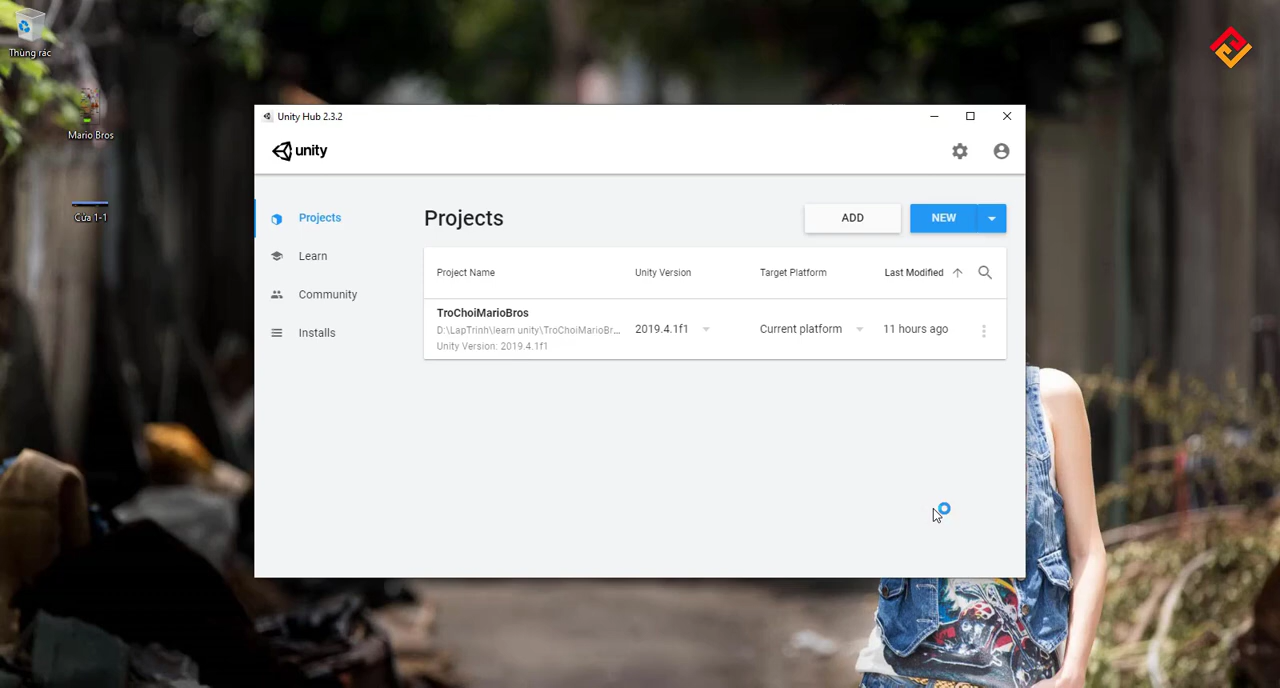 Thùng rác
Mario Bros
Cửa 1-1
Unity Hub 2.3.2
unity
Projects
Learn
Community
Installs
Projects
ADD
NEW
Project Name
Unity Version
Target Platform
Last Modified
TroChoiMarioBros
D:\LapTrinh\learn unity\TroChoiMarioBr...
Unity Version: 2019.4.1f1
2019.4.1f1
Current platform
11 hours ago